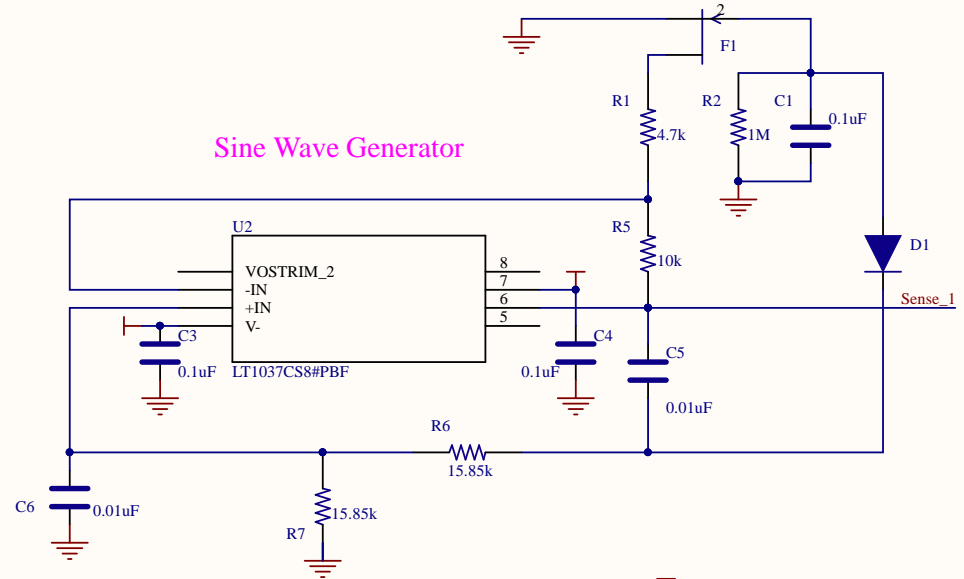 2
F1
R1
4.7k
R2
1M
C1
0.1uF
Sine Wave Generator
U2
R5
10k
D1
VOSTRIM_2
-IN
+IN
V-
8
7
6
5
Sense_1
C3
0.1uF
LT1037CS8#PBF
C4
0.1uF
C5
0.01uF
R6
15.85k
C6
0.01uF
R7
15.85k